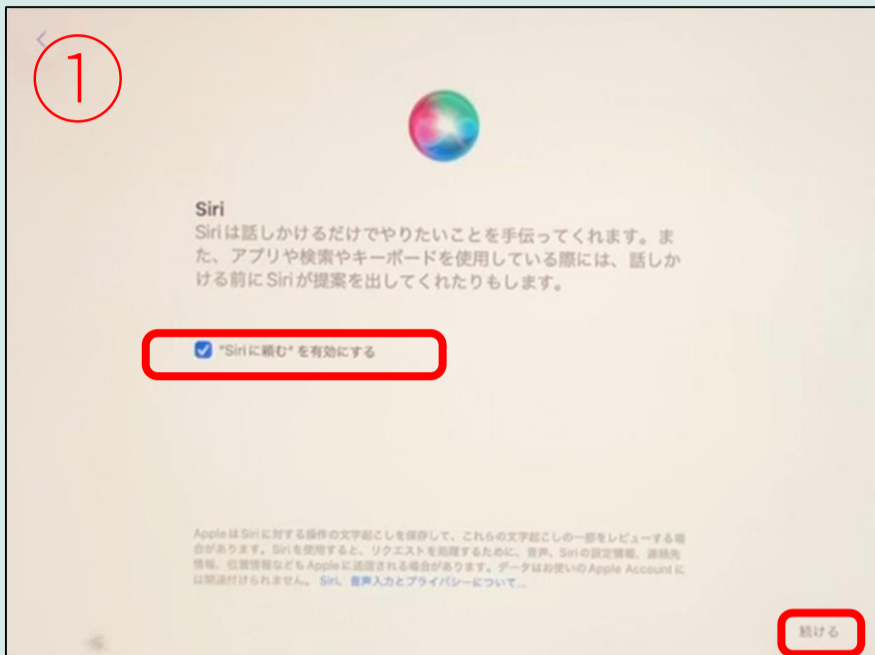 ①
Siri
Siriは話しかけるだけでやりたいことを手伝ってくれます。ま
た、アプリや検索やキーボードを使用している際には、話しか
ける前にSiriが提案を出してくれたりもします。
"Siriに頼む"を有効にする
AppleはSiriに対する操作の文字起こしを保存して、これらの文字起こしの一部をレビューする場
合があります。Siriを使用すると、リクエストを処理するために、音声、Siriの設定情報、連絡先
情報、位置情報などもAppleに送信される場合があります。データはお使いのApple Accountに
は関連付けられません。 Siri、音声入力とプライバシーについて...
続ける